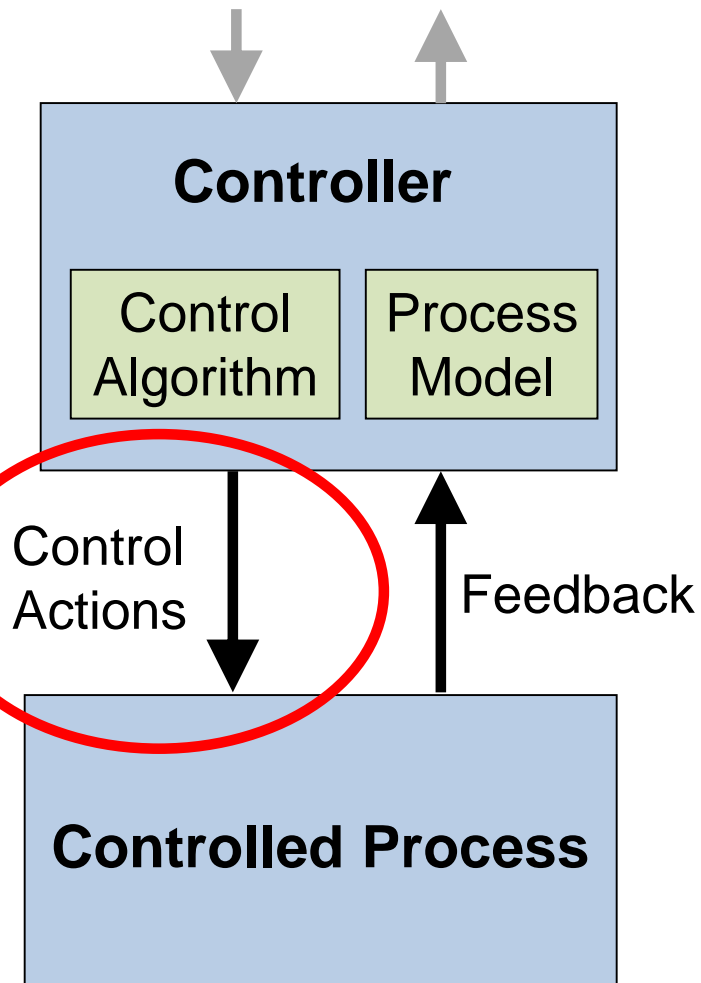 Controller
Control
Algorithm
Process
Model
Control
Actions
Feedback
Controlled Process